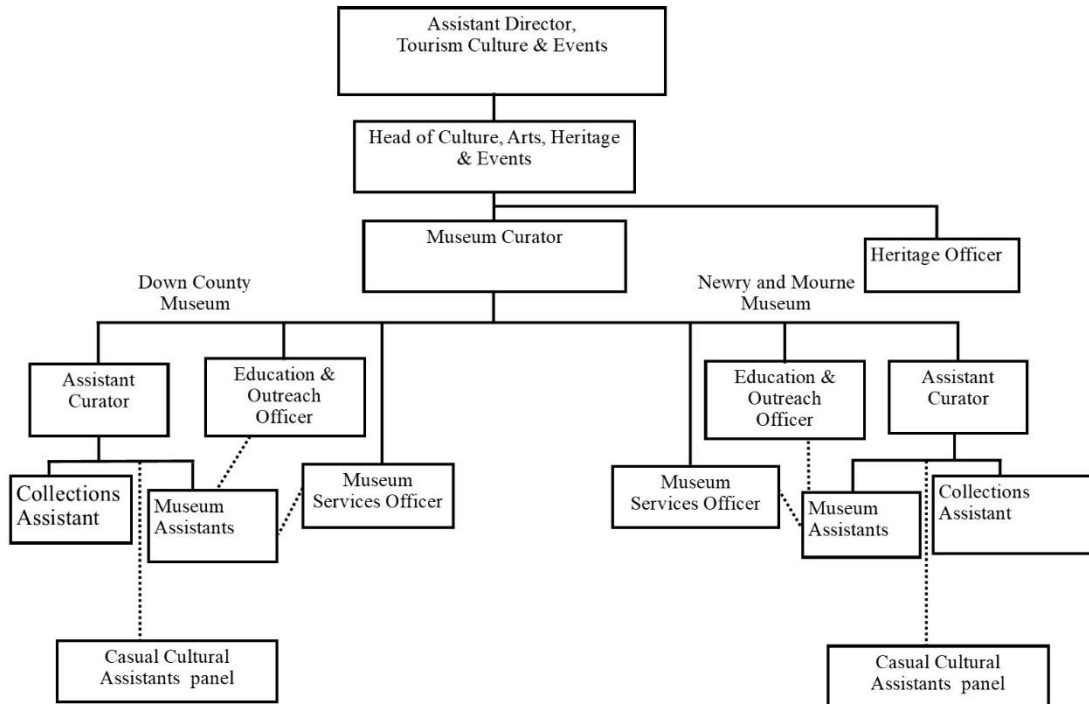 Assistant Director,
Tourism Culture & Events
Head of Culture, Arts, Heritage
& Events
Museum Curator
Heritage Officer
Down County
Museum
Newry and Mourne
Museum
Assistant
Curator
Education &
Outreach
Officer
Education &
Outreach
Officer
Assistant
Curator
Collections
Assistant
Museum
Assistants
Museum
Services Officer
Museum
Services Officer
Museum
Assistants
Collections
Assistant
Casual Cultural
Assistants panel
Casual Cultural
Assistants panel